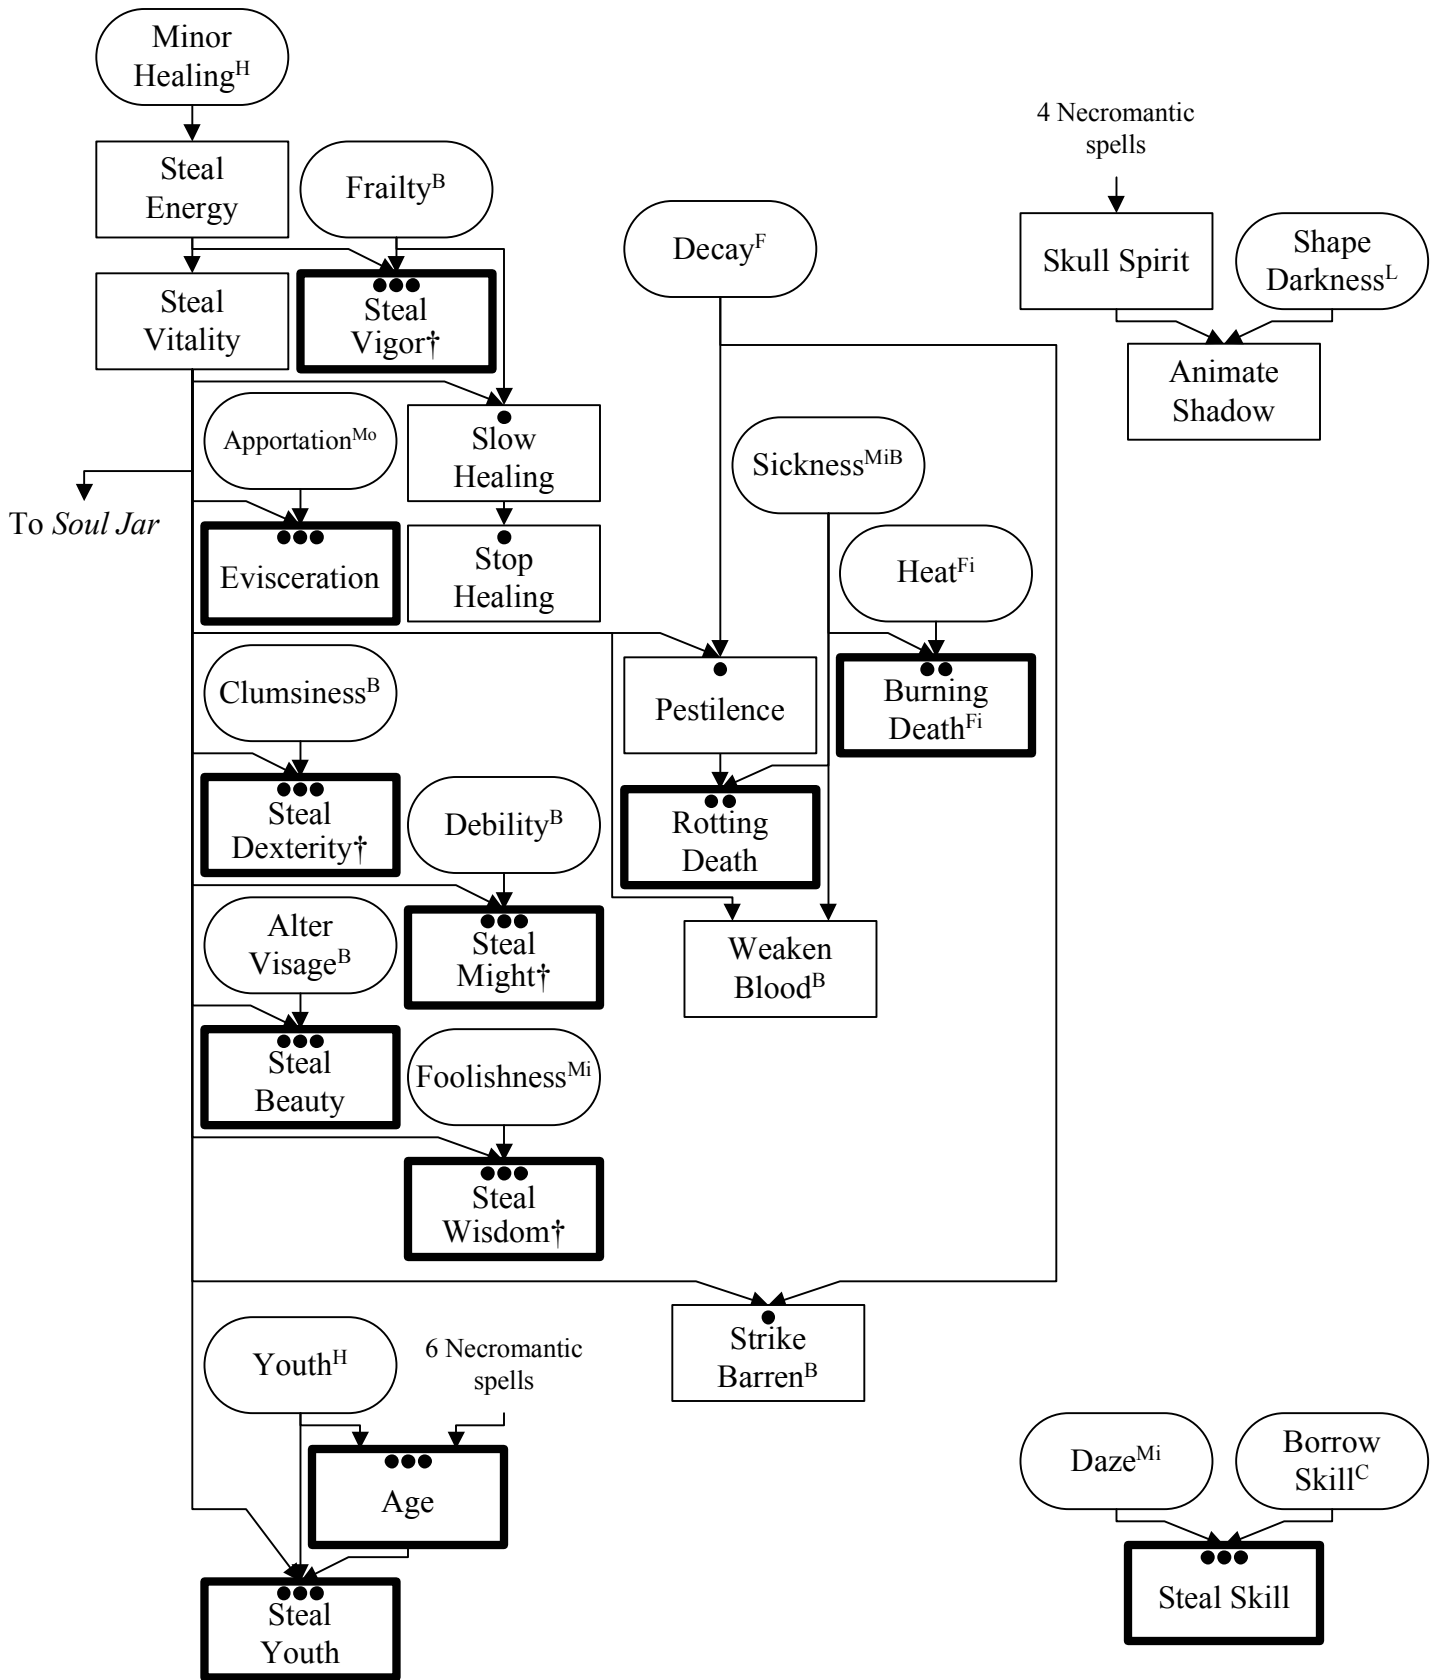 Minor
Healing^H
4 Necromantic
spells
Steal
Energy
Frailty^B
Decay^F
Skull Spirit
Shape
Darkness^L
Steal
Vitality
Steal
Vigor†
Animate
Shadow
Apportation^Mo
Slow
Healing
Sickness^MiB
To Soul Jar
Evisceration
Stop
Healing
Heat^Fi
Clumsiness^B
Pestilence
Burning
Death^Fi
Steal
Dexterity†
Debility^B
Rotting
Death
Alter
Visage^B
Steal
Might†
Weaken
Blood^B
Steal
Beauty
Foolishness^Mi
Steal
Wisdom†
Strike
Barren^B
Youth^H
6 Necromantic
spells
Age
Daze^Mi
Borrow
Skill^C
Steal
Youth
Steal Skill